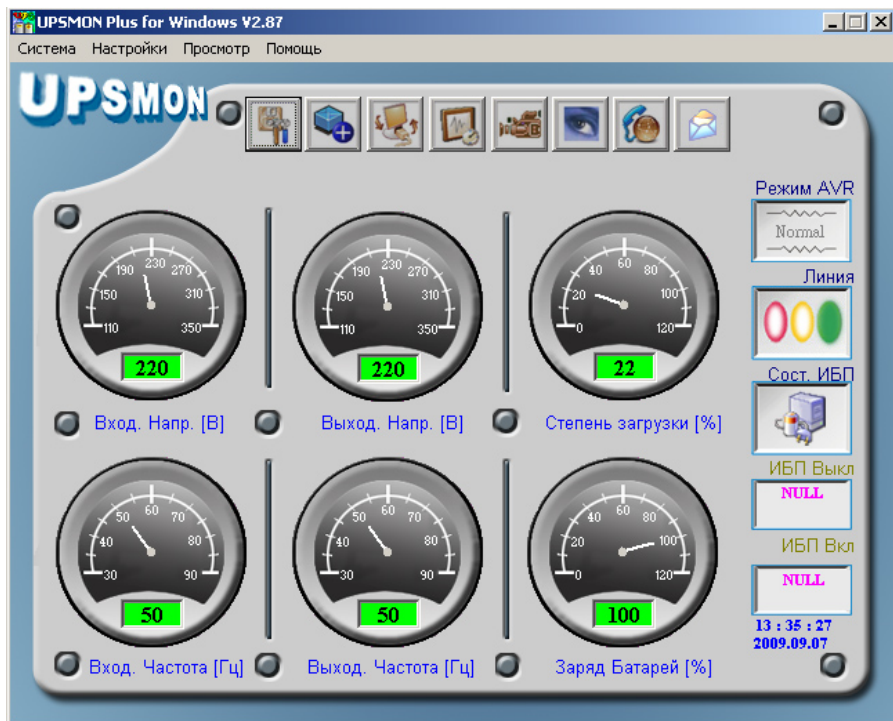 UPSMON Plus for Windows V2.87
Система Настройки Просмотр Помощь
UPSMON
Режим AVR
Normal
Линия
Сост. ИБП
ИБП Выкл
NULL
ИБП Вкл
NULL
13 : 35 : 27
2009.09.07
110 150 190 230 270 310 350
220
Вход. Напр. [В]
110 150 190 230 270 310 350
220
Выход. Напр. [В]
0 20 40 60 80 100 120
22
Степень загрузки [%]
30 40 50 60 70 80 90
50
Вход. Частота [Гц]
30 40 50 60 70 80 90
50
Выход. Частота [Гц]
0 20 40 60 80 100 120
100
Заряд Батарей [%]